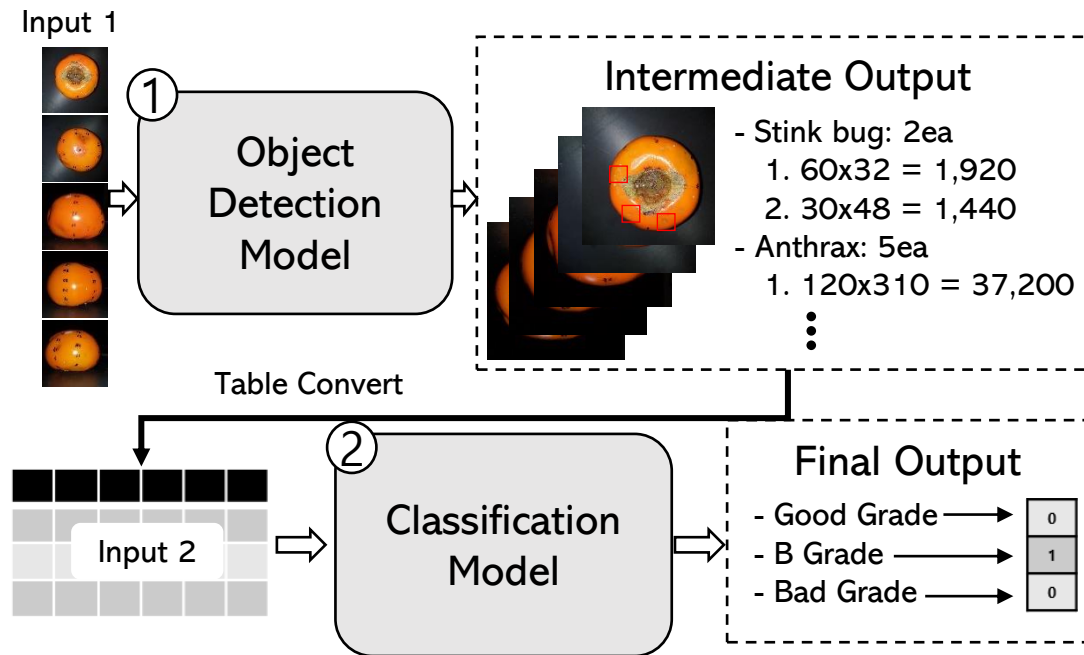 Input 1
1
Object
Detection
Model
Intermediate Output
- Stink bug: 2ea
1. 60x32 = 1,920
2. 30x48 = 1,440
- Anthrax: 5ea
1. 120x310 = 37,200
Table Convert
Input 2
2
Classification
Model
Final Output
- Good Grade
0
- B Grade
1
- Bad Grade
0